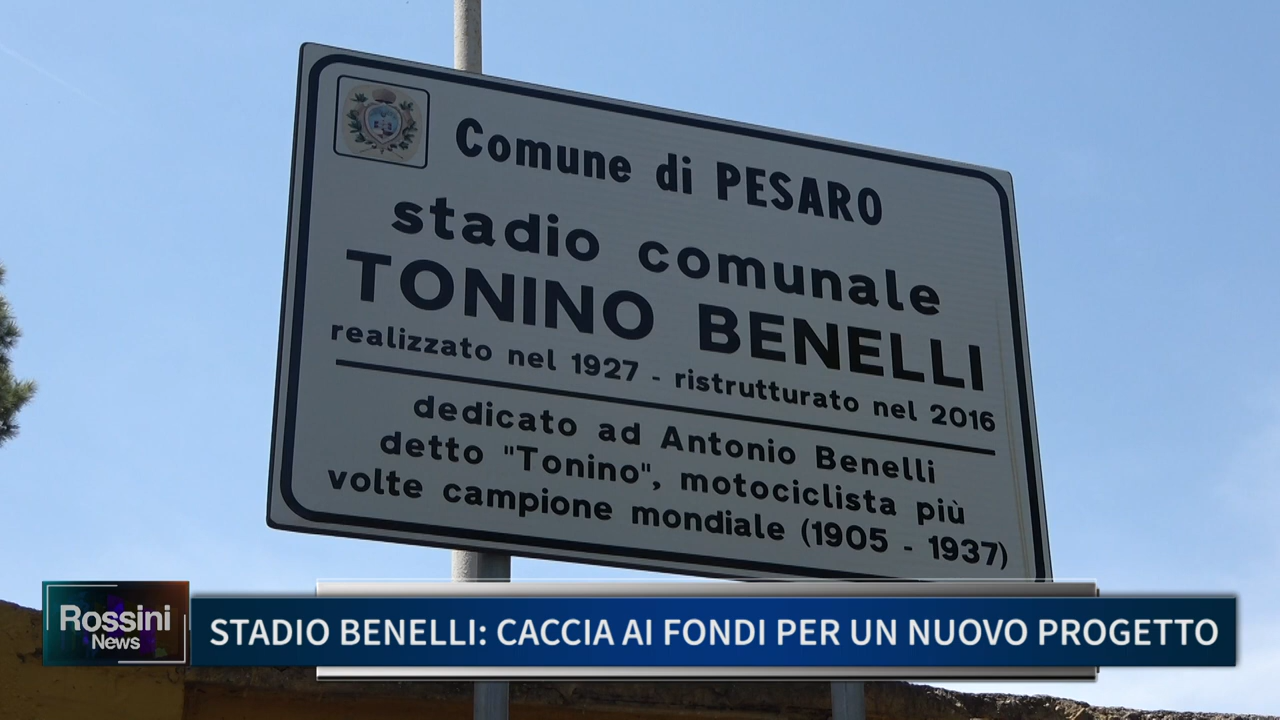 Comune di PESARO
stadio comunale
TONINO BENELLI
realizzato nel 1927 - ristrutturato nel 2016
dedicato ad Antonio Benelli
detto "Tonino", motociclista più
volte campione mondiale (1905 - 1937)
Rossini
News
STADIO BENELLI: CACCIA AI FONDI PER UN NUOVO PROGETTO